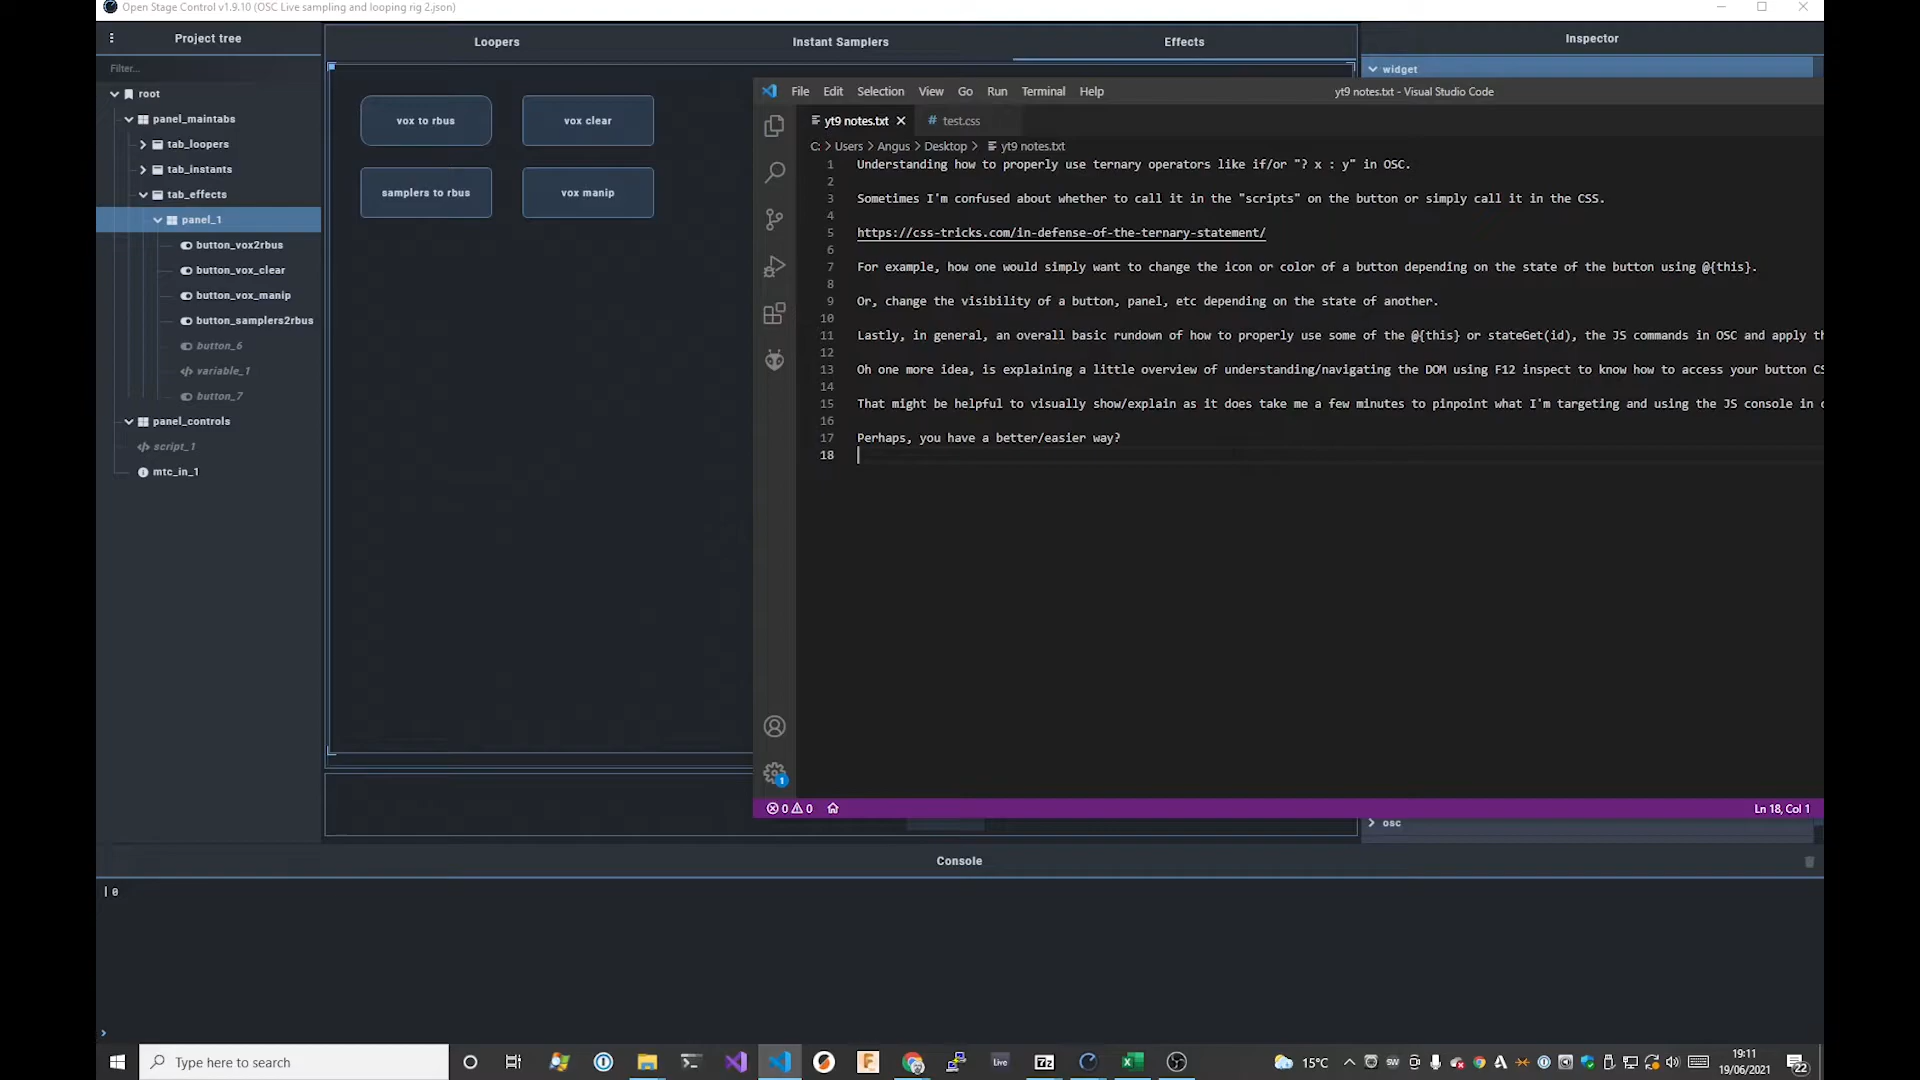 Open Stage Control v1.9.10 (OSC Live sampling and looping rig 2.json)
Project tree
Loopers
Instant Samplers
Effects
Inspector
Filter...
widget
root
panel_maintabs
tab_loopers
tab_instants
tab_effects
panel_1
button_vox2rbus
button_vox_clear
button_vox_manip
button_samplers2rbus
button_6
variable_1
button_7
panel_controls
script_1
mtc_in_1
vox to rbus
vox clear
samplers to rbus
vox manip
File Edit Selection View Go Run Terminal Help
yt9 notes.txt - Visual Studio Code
yt9 notes.txt
# test.css
C: > Users > Angus > Desktop > yt9 notes.txt
1 Understanding how to properly use ternary operators like if/or "? x : y" in OSC.
2
3 Sometimes I'm confused about whether to call it in the "scripts" on the button or simply call it in the CSS.
4
5 https://css-tricks.com/in-defense-of-the-ternary-statement/
6
7 For example, how one would simply want to change the icon or color of a button depending on the state of the button using @{this}.
8
9 Or, change the visibility of a button, panel, etc depending on the state of another.
10
11 Lastly, in general, an overall basic rundown of how to properly use some of the @{this} or stateGet(id), the JS commands in OSC and apply th
12
13 Oh one more idea, is explaining a little overview of understanding/navigating the DOM using F12 inspect to know how to access your button CS
14
15 That might be helpful to visually show/explain as it does take me a few minutes to pinpoint what I'm targeting and using the JS console in
16
17 Perhaps, you have a better/easier way?
18
1
0 0
Ln 18, Col 1
osc
Console
0
Type here to search
Live
7z
15°C
SW
19:11
19/06/2021
22